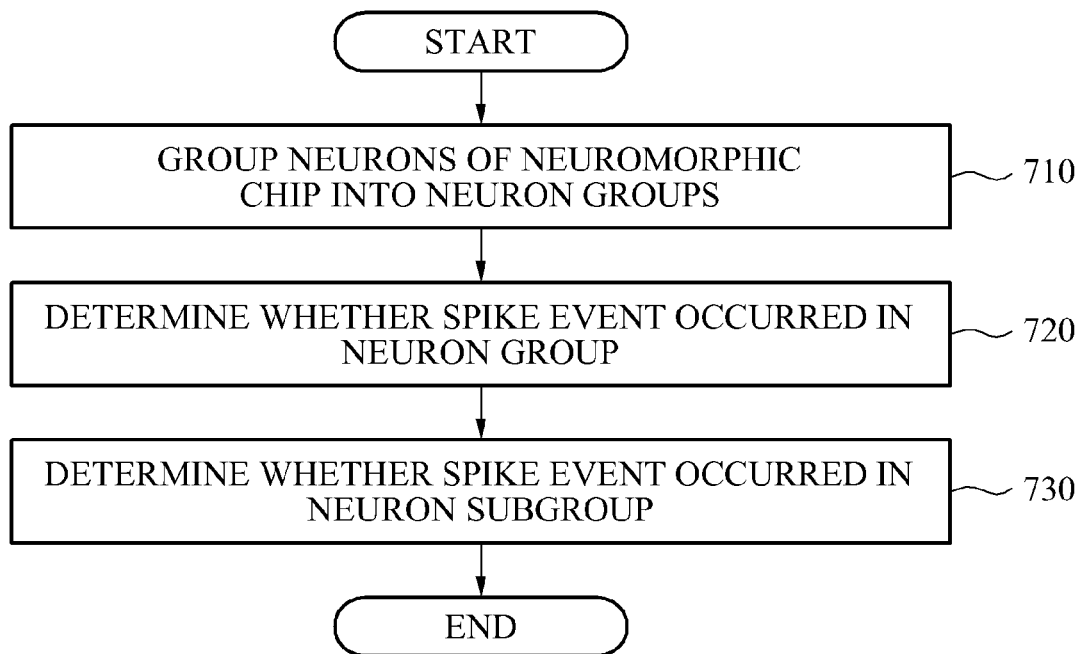 START
GROUP NEURONS OF NEUROMORPHIC
CHIP INTO NEURON GROUPS
710
DETERMINE WHETHER SPIKE EVENT OCCURRED IN
NEURON GROUP
720
DETERMINE WHETHER SPIKE EVENT OCCURRED IN
NEURON SUBGROUP
730
END